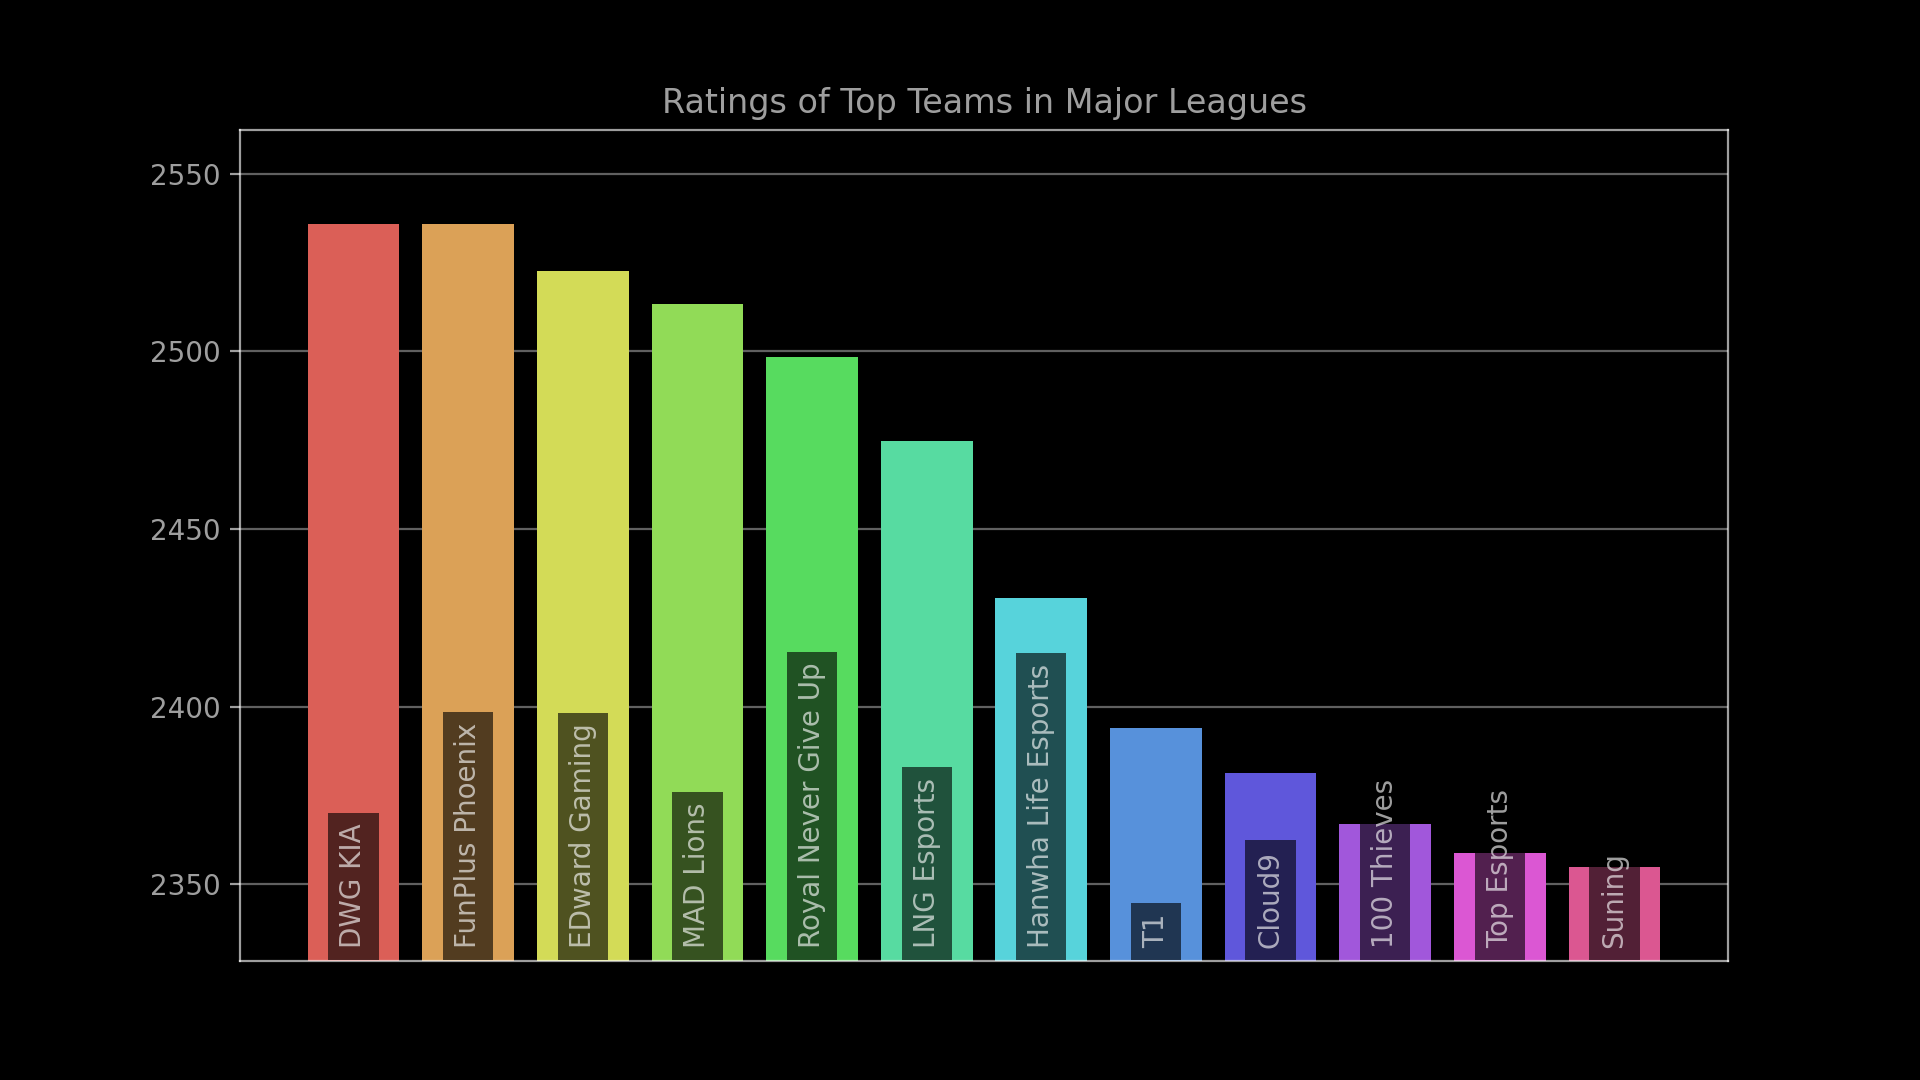 Ratings of Top Teams in Major Leagues
2550
2500
2450
2400
2350
DWG KIA
FunPlus Phoenix
EDward Gaming
MAD Lions
Royal Never Give Up
LNG Esports
Hanwha Life Esports
T1
Cloud9
100 Thieves
Top Esports
Suning